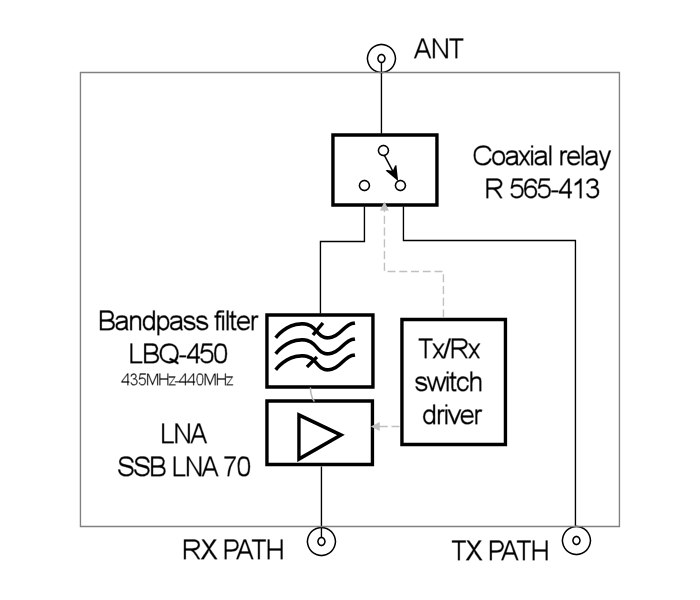 ANT
Coaxial relay
R 565-413
Bandpass filter
LBQ-450
435MHz-440MHz
Tx/Rx
switch
driver
LNA
SSB LNA 70
RX PATH
TX PATH